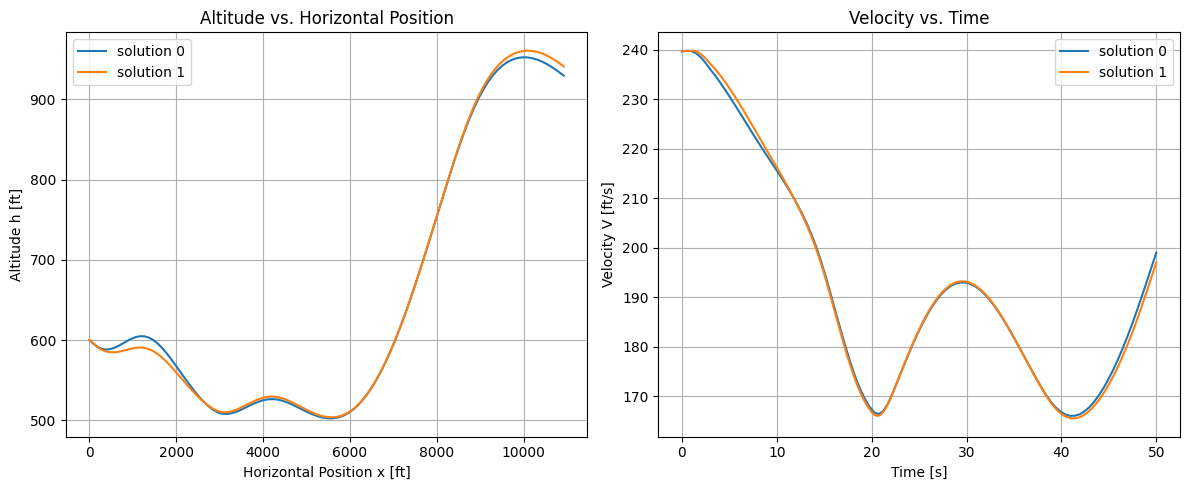 Altitude vs. Horizontal Position
solution 0
solution 1
900
800
700
600
500
Altitude h [ft]
0 2000 4000 6000 8000 10000
Horizontal Position x [ft]
Velocity vs. Time
solution 0
solution 1
240
230
220
210
200
190
180
170
Velocity V [ft/s]
0 10 20 30 40 50
Time [s]